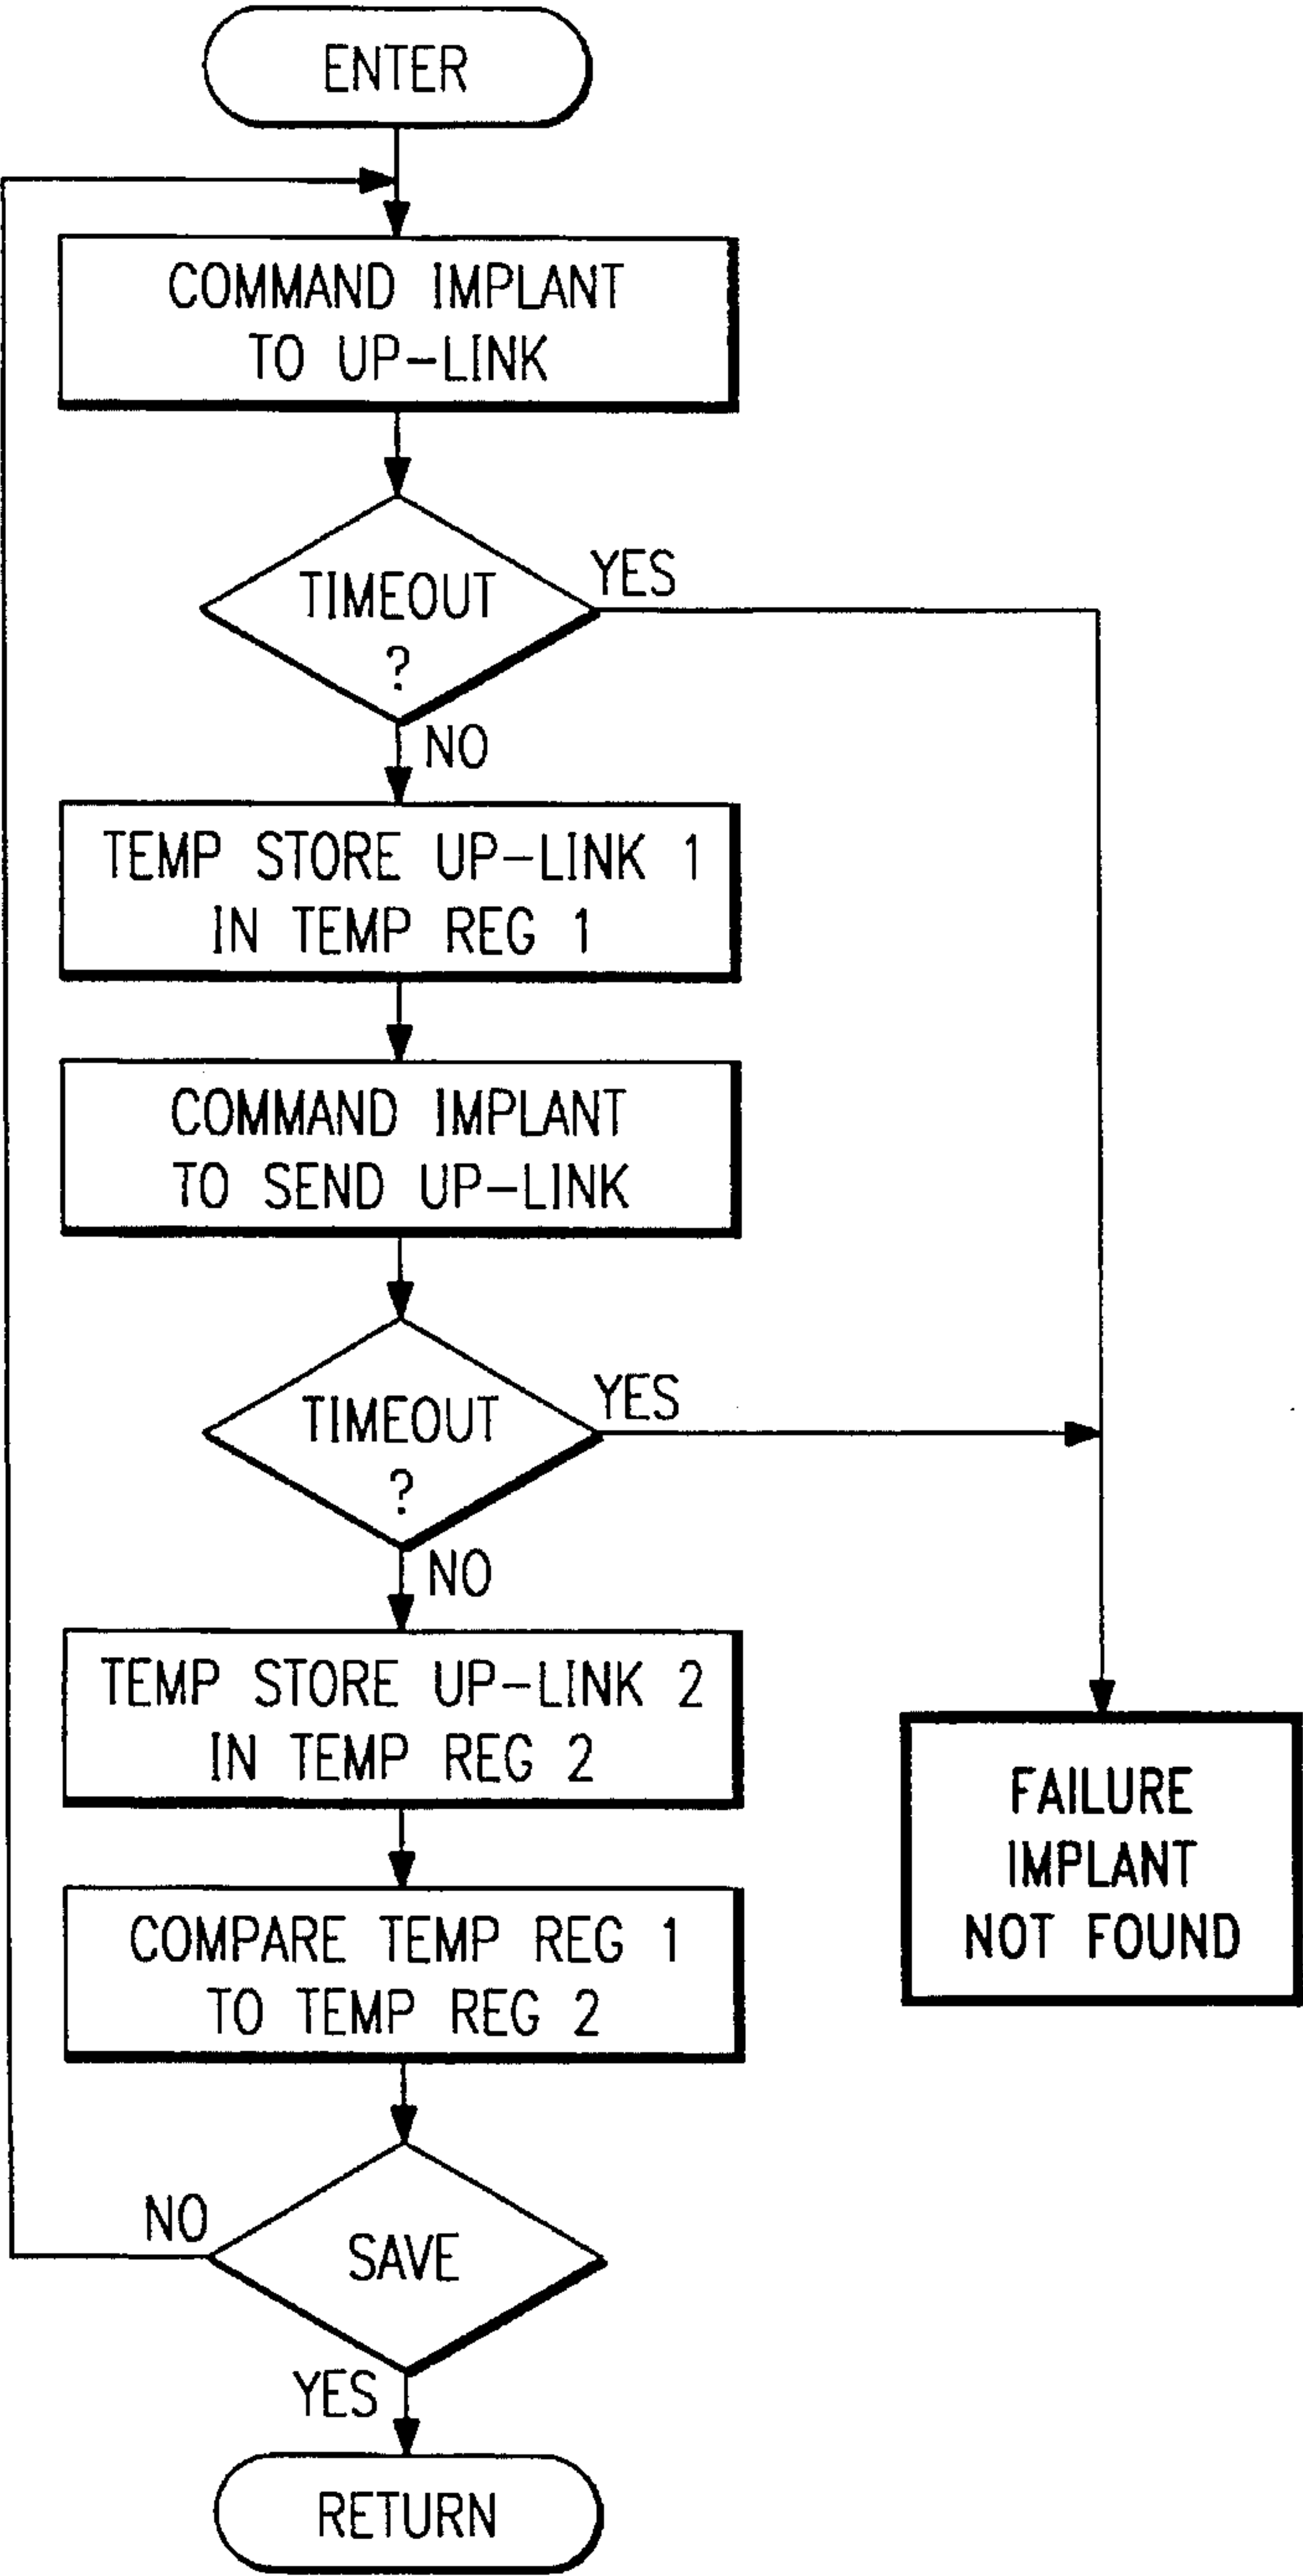 ENTER
COMMAND IMPLANT
TO UP-LINK
TIMEOUT
?
YES
NO
TEMP STORE UP-LINK 1
IN TEMP REG 1
COMMAND IMPLANT
TO SEND UP-LINK
TIMEOUT
?
YES
NO
TEMP STORE UP-LINK 2
IN TEMP REG 2
FAILURE
IMPLANT
NOT FOUND
COMPARE TEMP REG 1
TO TEMP REG 2
NO
SAVE
YES
RETURN